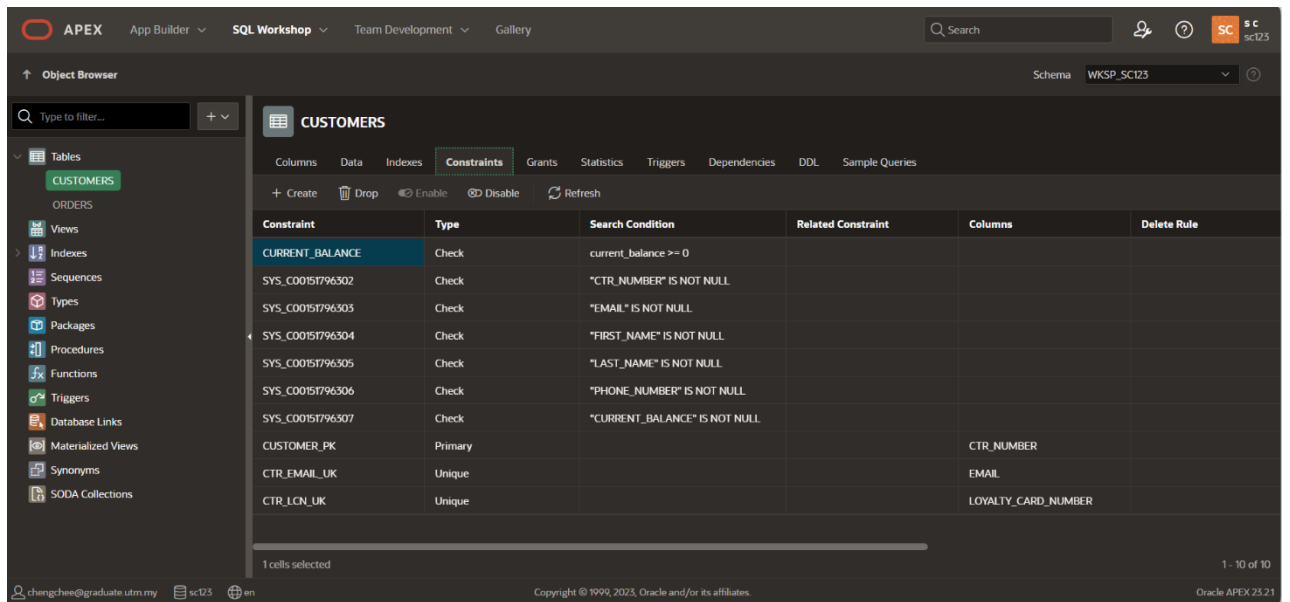 APEX App Builder SQL Workshop Team Development Gallery Search SC s c
sc123
Object Browser Schema WKSP_SC123
Type to filter...
CUSTOMERS
Tables
CUSTOMERS
ORDERS
Views
Indexes
Sequences
Types
Packages
Procedures
Functions
Triggers
Database Links
Materialized Views
Synonyms
SODA Collections
Columns Data Indexes Constraints Grants Statistics Triggers Dependencies DDL Sample Queries
+ Create Drop Enable Disable Refresh
Constraint Type Search Condition Related Constraint Columns Delete Rule
CURRENT_BALANCE Check current_balance >= 0
SYS_C00151796302 Check "CTR_NUMBER" IS NOT NULL
SYS_C00151796303 Check "EMAIL" IS NOT NULL
SYS_C00151796304 Check "FIRST_NAME" IS NOT NULL
SYS_C00151796305 Check "LAST_NAME" IS NOT NULL
SYS_C00151796306 Check "PHONE_NUMBER" IS NOT NULL
SYS_C00151796307 Check "CURRENT_BALANCE" IS NOT NULL
CUSTOMER_PK Primary CTR_NUMBER
CTR_EMAIL_UK Unique EMAIL
CTR_LCN_UK Unique LOYALTY_CARD_NUMBER
1 cells selected 1 - 10 of 10
chengchee@graduate.utm.my sc123 en Copyright © 1999, 2023, Oracle and/or its affiliates. Oracle APEX 23.2.1